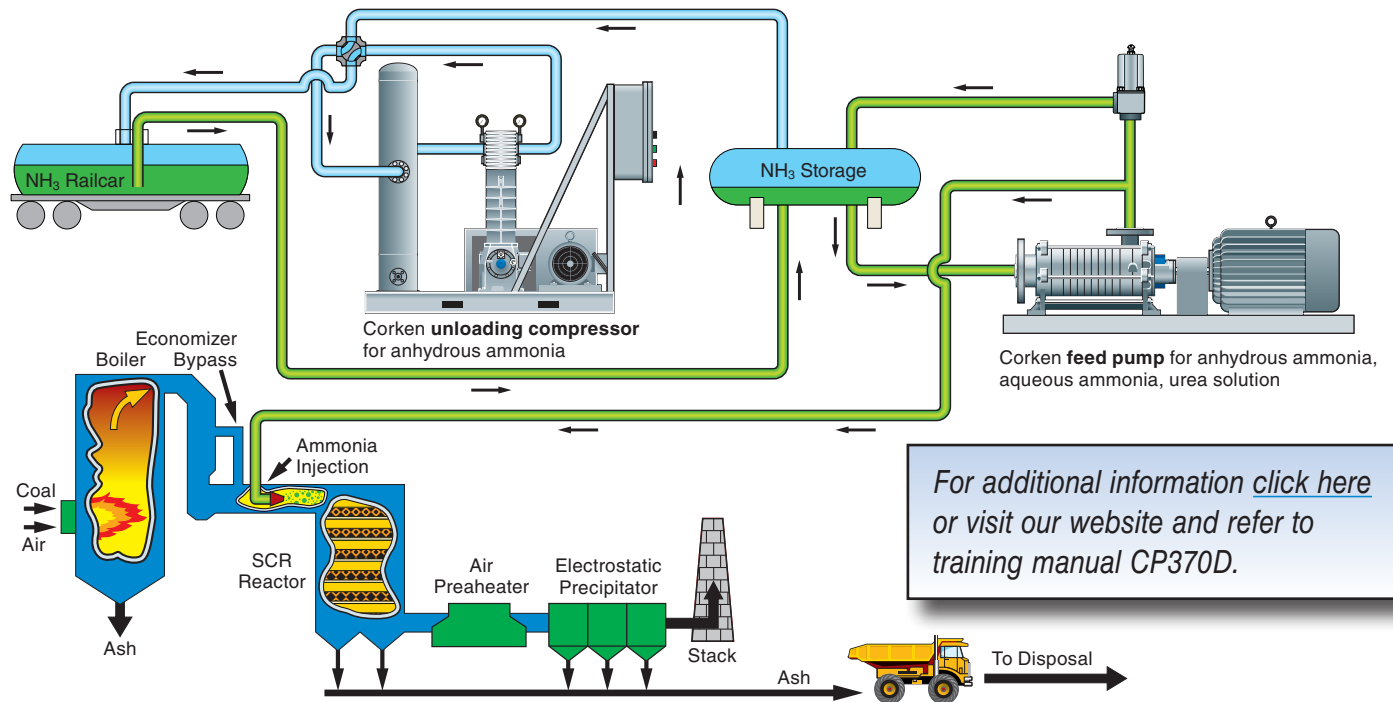 NH₃ Railcar
NH₃ Storage
Corken unloading compressor
for anhydrous ammonia
Corken feed pump for anhydrous ammonia,
aqueous ammonia, urea solution
Economizer
Bypass
Boiler
Ammonia
Injection
Coal
Air
SCR
Reactor
Air
Preheater
Electrostatic
Precipitator
Ash
Stack
Ash
To Disposal
For additional information click here
or visit our website and refer to
training manual CP370D.